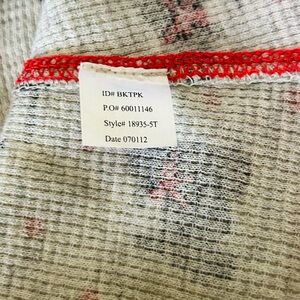 ID# BKTPK
P.O# 60011146
Style# 18935-5T
Date 070112